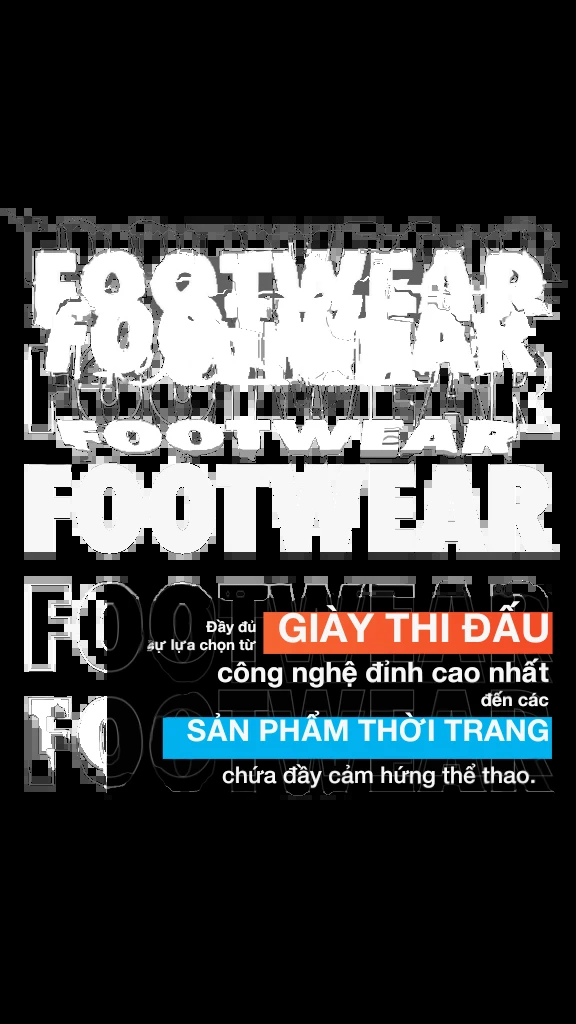 FOOTWEAR
FOOTWEAR
FOOTWEAR
FOOTWEAR
FOOTWEAR
Đầy đủ
sự lựa chọn từ
GIÀY THI ĐẤU
công nghệ đỉnh cao nhất
đến các
FOOTWEAR
SẢN PHẨM THỜI TRANG
chứa đầy cảm hứng thể thao.